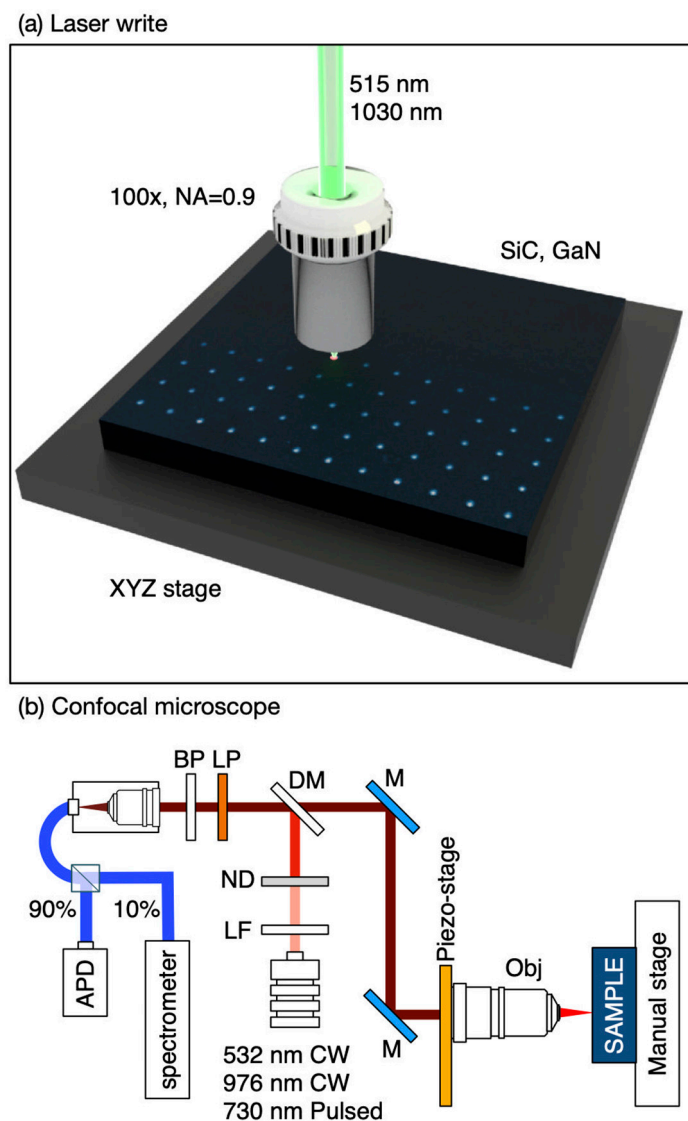 (a) Laser write
515 nm
1030 nm
100x, NA=0.9
SiC, GaN
XYZ stage
(b) Confocal microscope
BP LP
DM
M
ND
LF
90%
10%
APD
spectrometer
532 nm CW
976 nm CW
730 nm Pulsed
M
Piezo-stage
Obj
SAMPLE
Manual stage